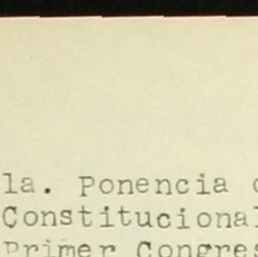 la. Ponencia
Constitucional
Primer Congres